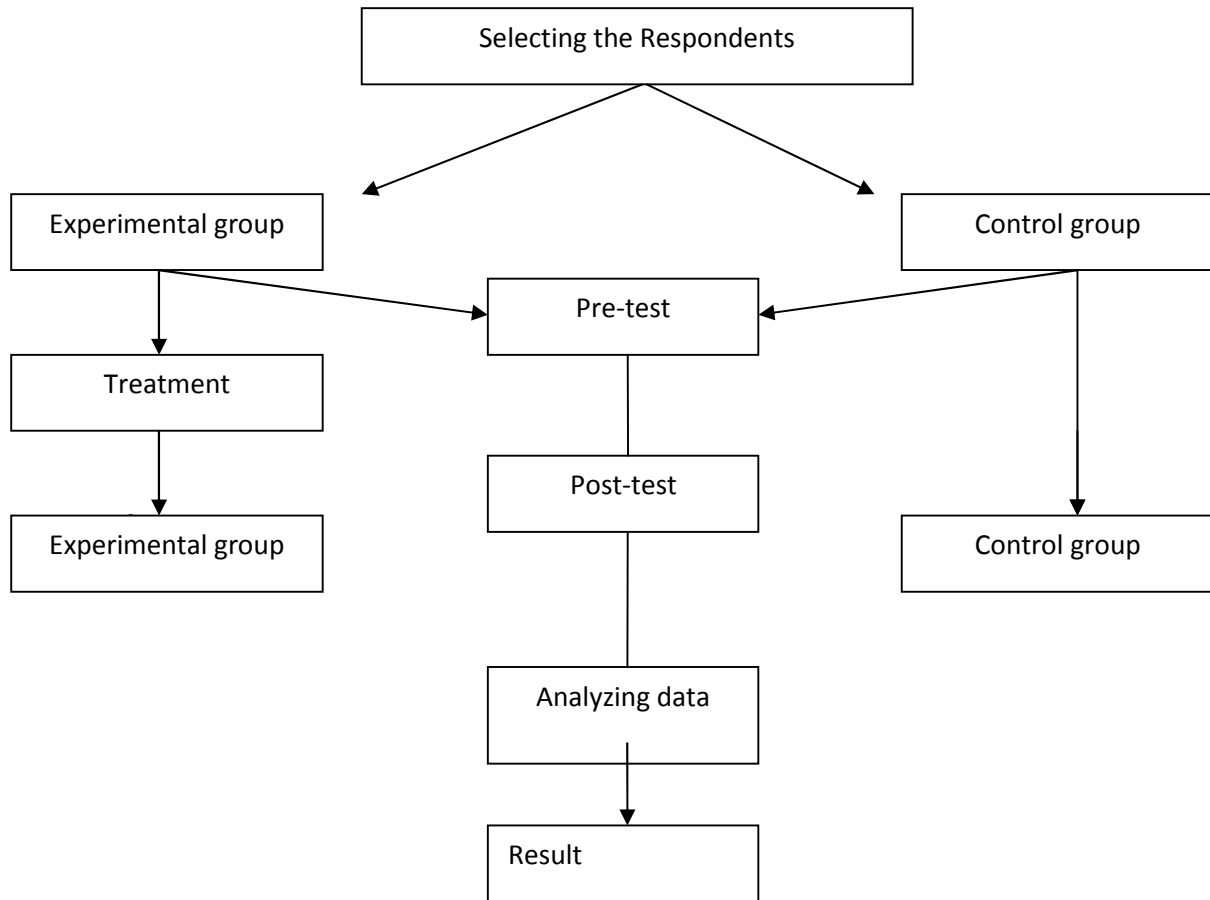 Selecting the Respondents
Experimental group
Control group
Pre-test
Treatment
Post-test
Experimental group
Control group
Analyzing data
Result